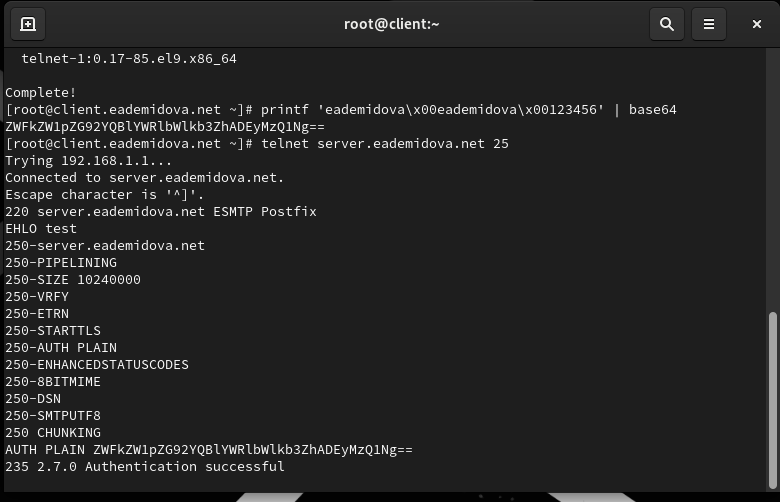 root@client:~
telnet-1:0.17-85.el9.x86_64
Complete!
[root@client.eademidova.net ~]# printf 'eademidova\x00eademidova\x00123456' | base64
ZWFkZW1pZG92YQBlYWRlbWlkb3ZhADEyMzQ1Ng==
[root@client.eademidova.net ~]# telnet server.eademidova.net 25
Trying 192.168.1.1...
Connected to server.eademidova.net.
Escape character is '^]'.
220 server.eademidova.net ESMTP Postfix
EHLO test
250-server.eademidova.net
250-PIPELINING
250-SIZE 10240000
250-VRFY
250-ETRN
250-STARTTLS
250-AUTH PLAIN
250-ENHANCEDSTATUSCODES
250-8BITMIME
250-DSN
250-SMTPUTF8
250 CHUNKING
AUTH PLAIN ZWFkZW1pZG92YQBlYWRlbWlkb3ZhADEyMzQ1Ng==
235 2.7.0 Authentication successful